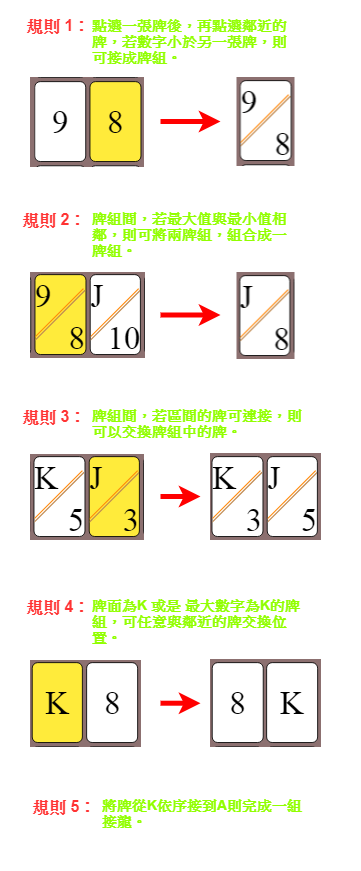 規則 1： 點選一張牌後，再點選鄰近的
牌，若數字小於另一張牌，則
可接成牌組。
9 8 9 8
規則 2： 牌組間，若最大值與最小值相
鄰，則可將兩牌組，組合成一
牌組。
9 8 J 10 J 8
規則 3： 牌組間，若區間的牌可連接，則
可以交換牌組中的牌。
K 5 J 3 K 3 J 5
規則 4： 牌面為K 或是 最大數字為K的牌
組，可任意與鄰近的牌交換位
置。
K 8 8 K
規則 5： 將牌從K依序接到A則完成一組
接龍。